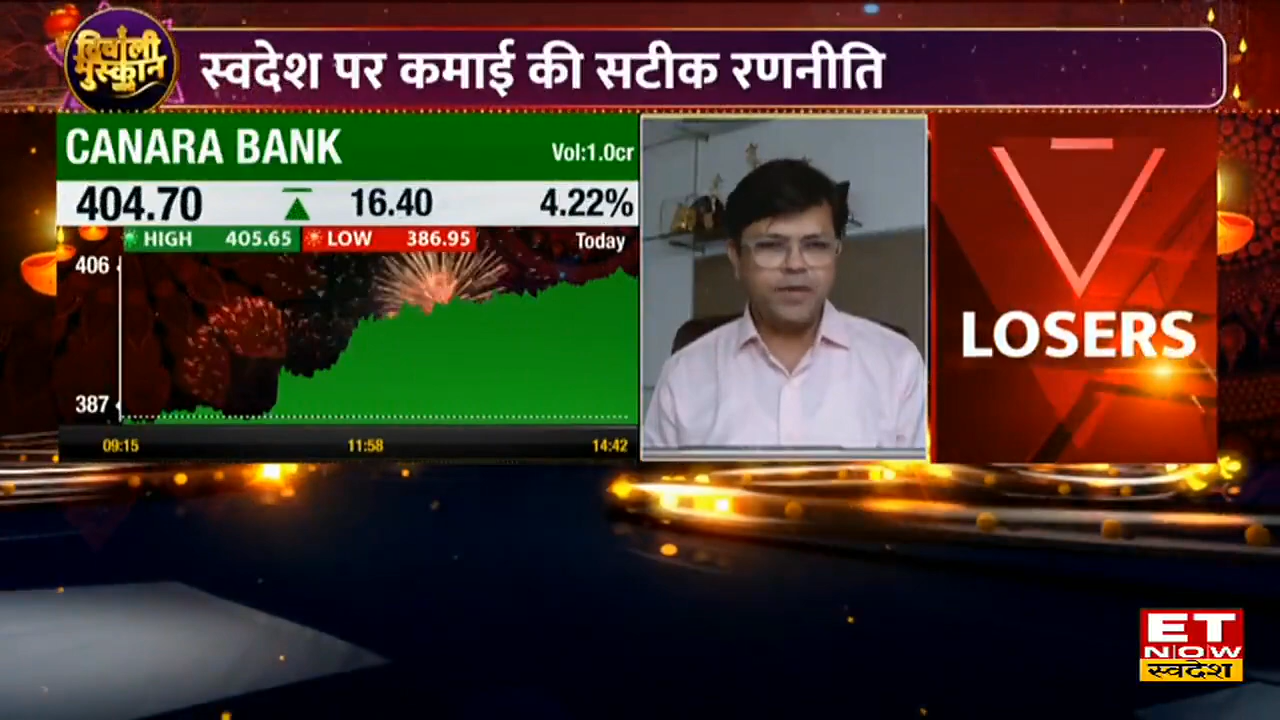 दिवाली
मुस्कान
स्वदेश पर कमाई की सटीक रणनीति
CANARA BANK
Vol:1.0cr
404.70 16.40 4.22%
HIGH 405.65 LOW 386.95 Today
406
387
09:15 11:58 14:42
LOSERS
ET
NOW
स्वदेश